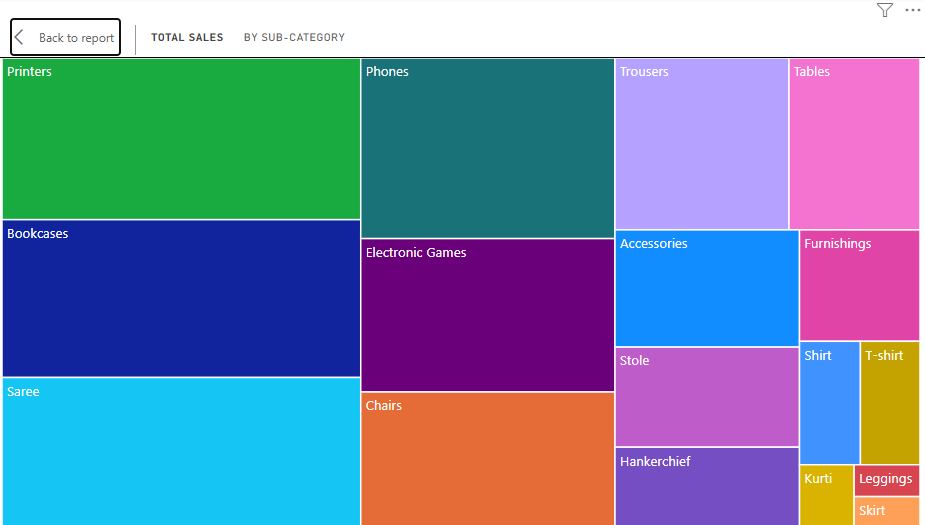 Back to report
TOTAL SALES
BY SUB-CATEGORY
Printers
Phones
Trousers
Tables
Bookcases
Electronic Games
Accessories
Furnishings
Saree
Chairs
Stole
Shirt
T-shirt
Hankerchief
Kurti
Leggings
Skirt